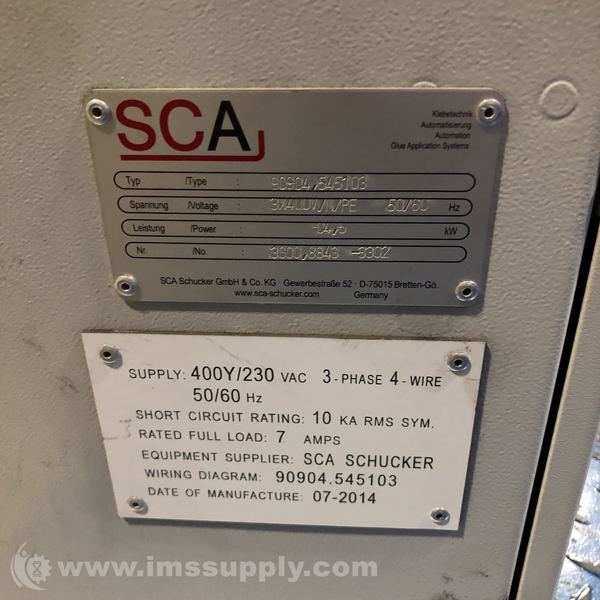 SCA
Klebetechnik
Automatisierung
Automation
Glue Application Systems
Typ /Type : 90904,545103
Spannung /Voltage : 3X400V/N/PE 50/60 Hz
Leistung /Power : 04,5 kW
Nr. /No. : 3600,8843 -3302
SCA Schucker GmbH & Co. KG · Gewerbestraße 52 · D-75015 Bretten-Gö.
www.sca-schucker.com Germany
SUPPLY: 400Y/230 VAC 3-PHASE 4-WIRE
50/60 Hz
SHORT CIRCUIT RATING: 10 KA RMS SYM.
RATED FULL LOAD: 7 AMPS
EQUIPMENT SUPPLIER: SCA SCHUCKER
WIRING DIAGRAM: 90904.545103
DATE OF MANUFACTURE: 07-2014
www.imssupply.com